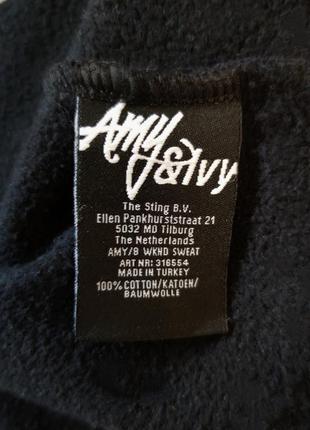 Amy
&Ivy
The Sting B.V.
Ellen Pankhurststraat 21
5032 MD Tilburg
The Netherlands
AMY/8 WKND SWEAT
ART NR: 316554
MADE IN TURKEY
100% COTTON/KATOEN/
BAUMWOLLE